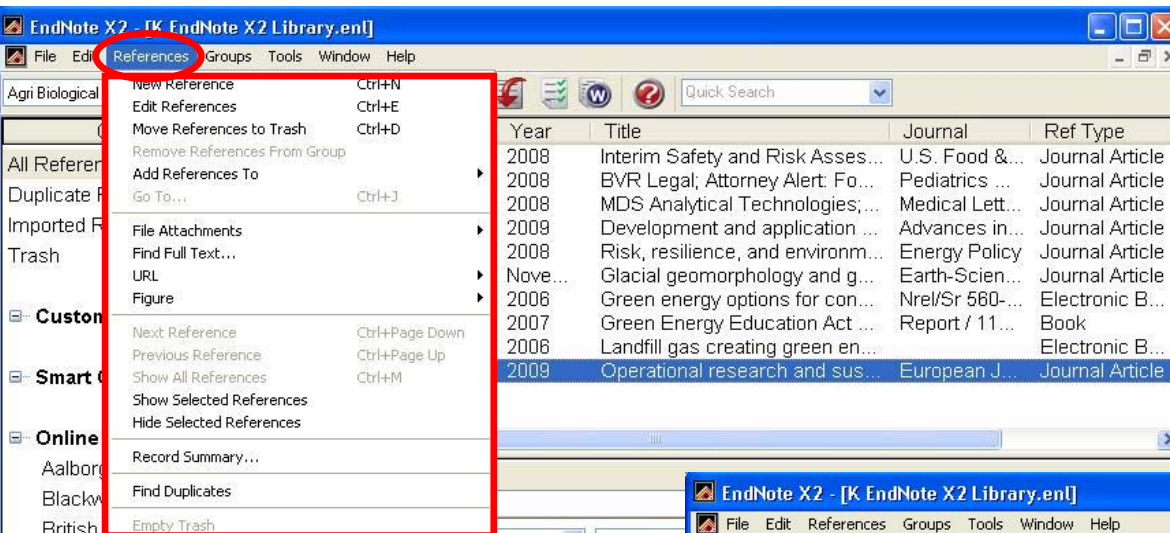 EndNote X2 - [K EndNote X2 Library.enl]
File Edit References Groups Tools Window Help
Agri Biological Quick Search
New Reference Ctrl+N
Edit References Ctrl+E
Move References to Trash Ctrl+D
Remove References From Group
Add References To
Go To... Ctrl+J
File Attachments
Find Full Text...
URL
Figure
Next Reference Ctrl+Page Down
Previous Reference Ctrl+Page Up
Show All References Ctrl+M
Show Selected References
Hide Selected References
Record Summary...
Find Duplicates
Empty Trash
All Referen
Duplicate R
Imported R
Trash
Custom
Smart G
Online
Aalborg
Blackw
British
Year Title Journal Ref Type
2008 Interim Safety and Risk Asses... U.S. Food &... Journal Article
2008 BVR Legal; Attorney Alert: Fo... Pediatrics ... Journal Article
2008 MDS Analytical Technologies;... Medical Lett... Journal Article
2009 Development and application ... Advances in... Journal Article
2008 Risk, resilience, and environm... Energy Policy Journal Article
Nove... Glacial geomorphology and g... Earth-Scien... Journal Article
2006 Green energy options for con... Nrel/Sr 560-... Electronic B...
2007 Green Energy Education Act ... Report / 11... Book
2006 Landfill gas creating green en... Electronic B...
2009 Operational research and sus... European J... Journal Article
EndNote X2 - [K EndNote X2 Library.enl]
File Edit References Groups Tools Window Help